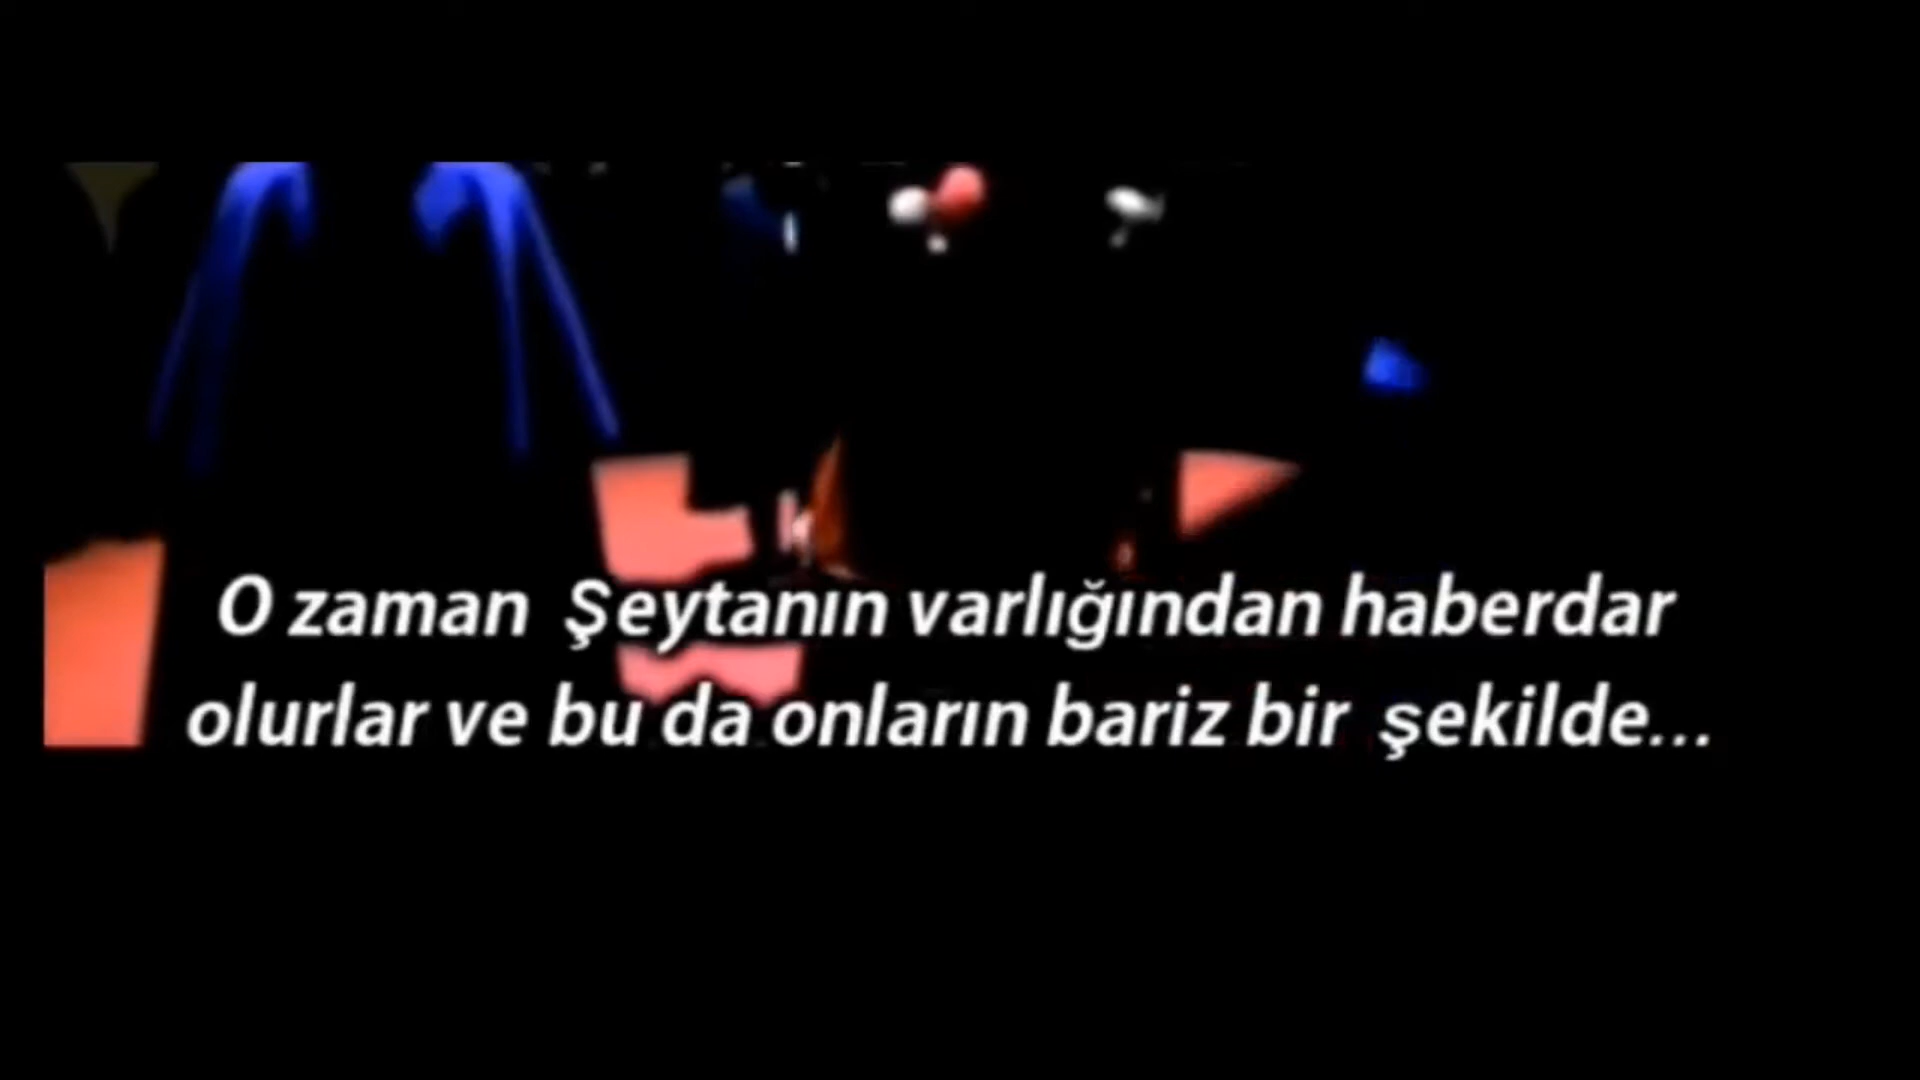 O zaman Şeytanın varlığından haberdar
olurlar ve bu da onların bariz bir şekilde...